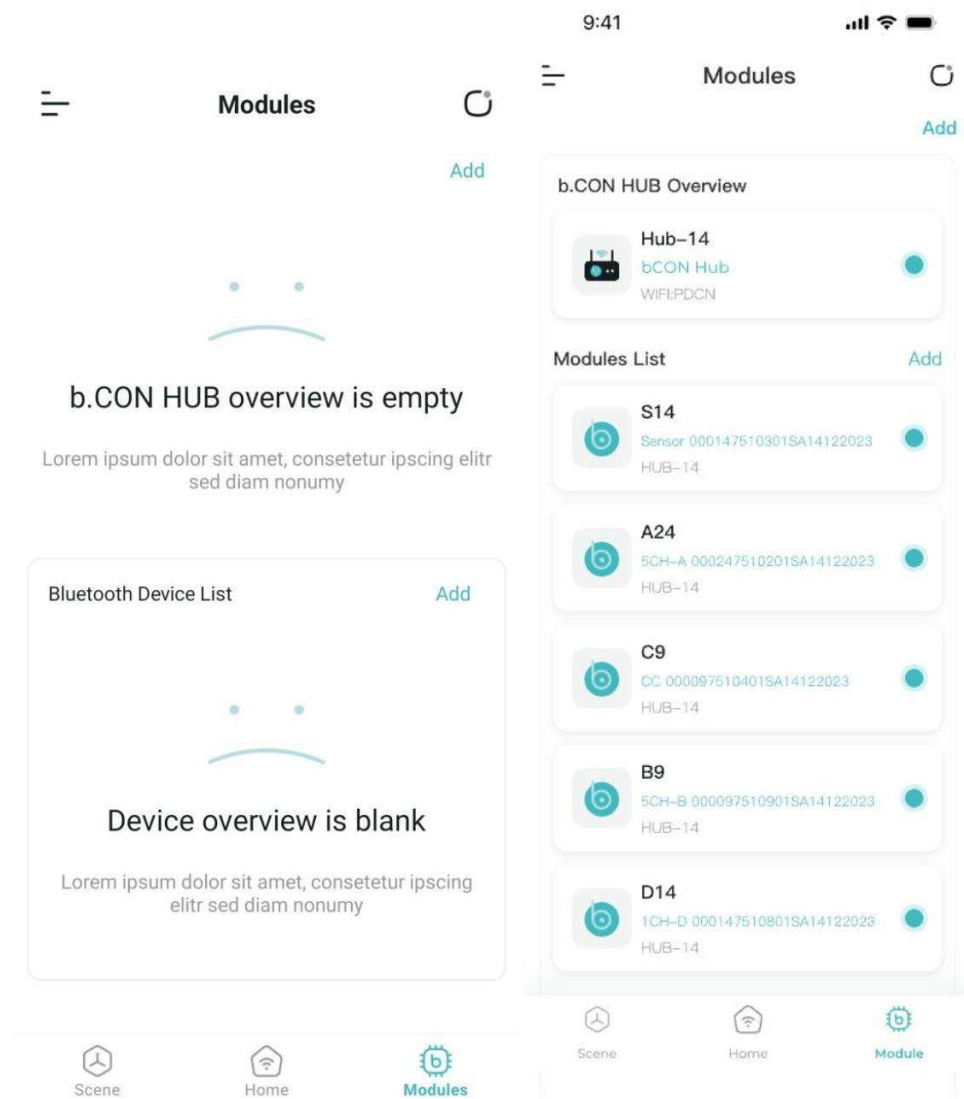 Modules
Add
b.CON HUB overview is empty
Lorem ipsum dolor sit amet, consetetur ipscing elitr
sed diam nonumy
Bluetooth Device List
Add
Device overview is blank
Lorem ipsum dolor sit amet, consetetur ipscing
elitr sed diam nonumy
Scene
Home
Modules
9:41
Modules
Add
b.CON HUB Overview
Hub-14
bCON Hub
WIFI:PDCN
Modules List
Add
S14
Sensor 000147510301SA14122023
HUB-14
A24
5CH-A 000247510201SA14122023
HUB-14
C9
CC 000097510401SA14122023
HUB-14
B9
5CH-B 000097510901SA14122023
HUB-14
D14
1CH-D 000147510801SA14122023
HUB-14
Scene
Home
Module